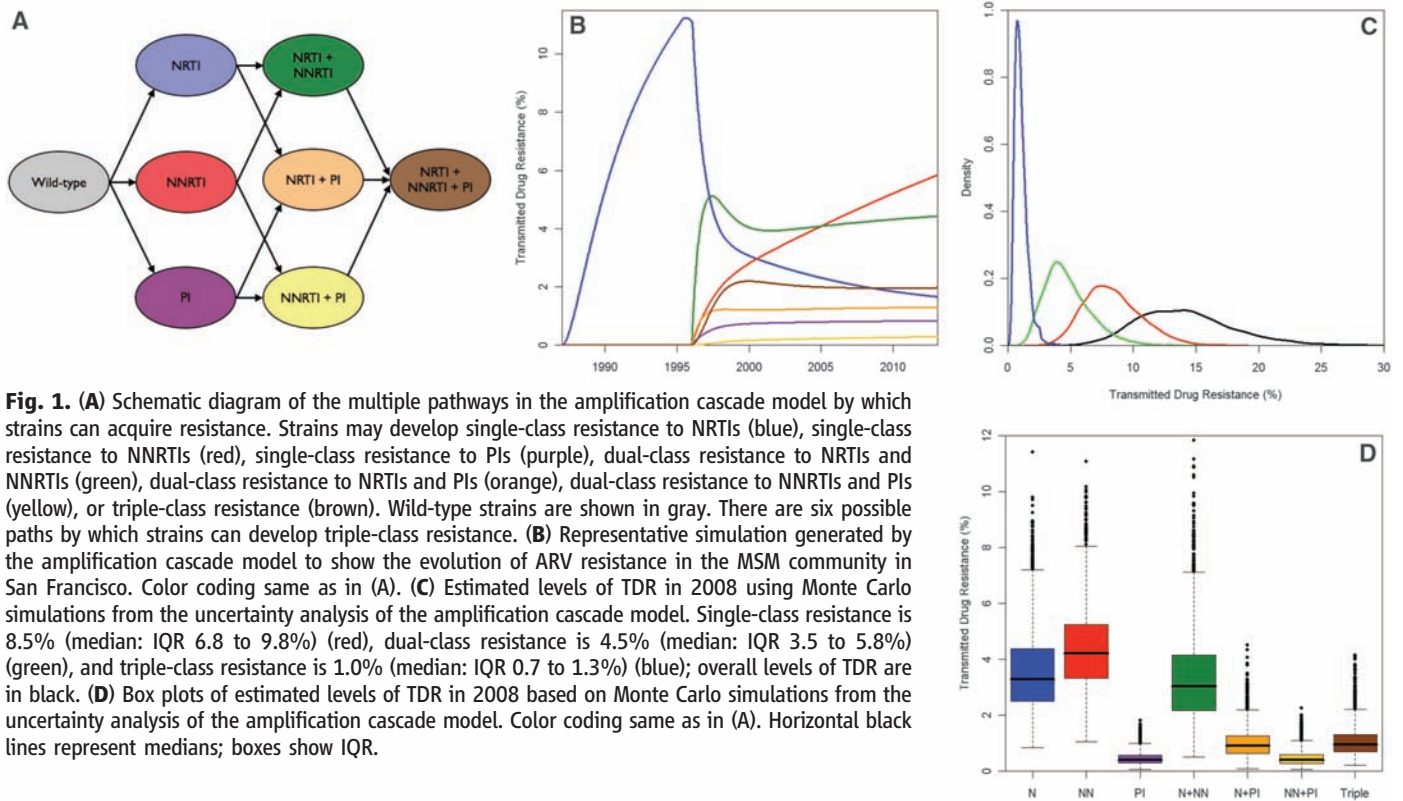 A
Wild-type
NRTI
NNRTI
PI
NRTI +
NNRTI
NRTI + PI
NNRTI + PI
NRTI +
NNRTI + PI
B
Transmitted Drug Resistance (%)
0
2
4
6
8
10
1990
1995
2000
2005
2010
C
Density
0.0
0.2
0.4
0.6
0.8
1.0
0
5
10
15
20
25
30
Transmitted Drug Resistance (%)
Fig. 1. (A) Schematic diagram of the multiple pathways in the amplification cascade model by which
strains can acquire resistance. Strains may develop single-class resistance to NRTIs (blue), single-class
resistance to NNRTIs (red), single-class resistance to PIs (purple), dual-class resistance to NRTIs and
NNRTIs (green), dual-class resistance to NRTIs and PIs (orange), dual-class resistance to NNRTIs and PIs
(yellow), or triple-class resistance (brown). Wild-type strains are shown in gray. There are six possible
paths by which strains can develop triple-class resistance. (B) Representative simulation generated by
the amplification cascade model to show the evolution of ARV resistance in the MSM community in
San Francisco. Color coding same as in (A). (C) Estimated levels of TDR in 2008 using Monte Carlo
simulations from the uncertainty analysis of the amplification cascade model. Single-class resistance is
8.5% (median: IQR 6.8 to 9.8%) (red), dual-class resistance is 4.5% (median: IQR 3.5 to 5.8%)
(green), and triple-class resistance is 1.0% (median: IQR 0.7 to 1.3%) (blue); overall levels of TDR are
in black. (D) Box plots of estimated levels of TDR in 2008 based on Monte Carlo simulations from the
uncertainty analysis of the amplification cascade model. Color coding same as in (A). Horizontal black
lines represent medians; boxes show IQR.
D
Transmitted Drug Resistance (%)
0
2
4
6
8
10
12
N
NN
PI
N+NN
N+PI
NN+PI
Triple